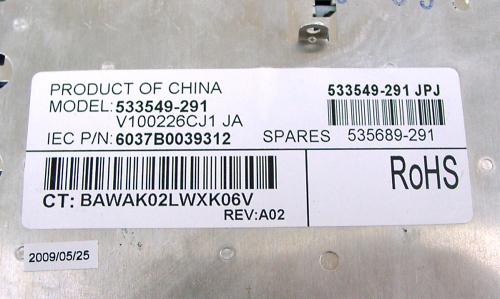 PRODUCT OF CHINA
MODEL:533549-291
V100226CJ1 JA
IEC P/N:6037B0039312
533549-291 JPJ
SPARES 535689-291
CT: BAWAK02LWXK06V
REV:A02
RoHS
2009/05/25